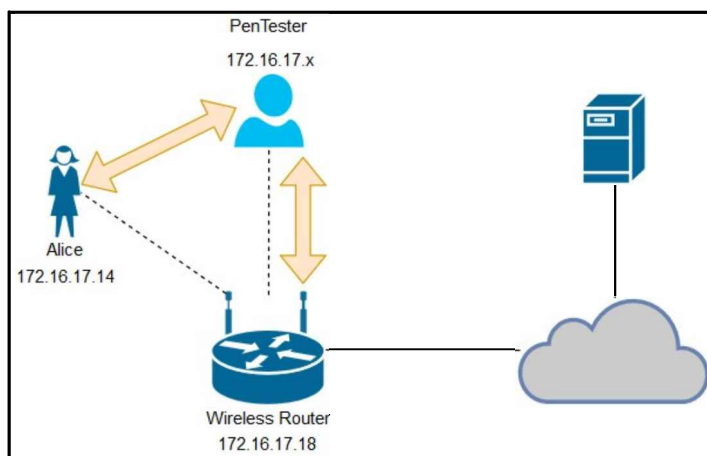 PenTester
172.16.17.x
Alice
172.16.17.14
Wireless Router
172.16.17.18